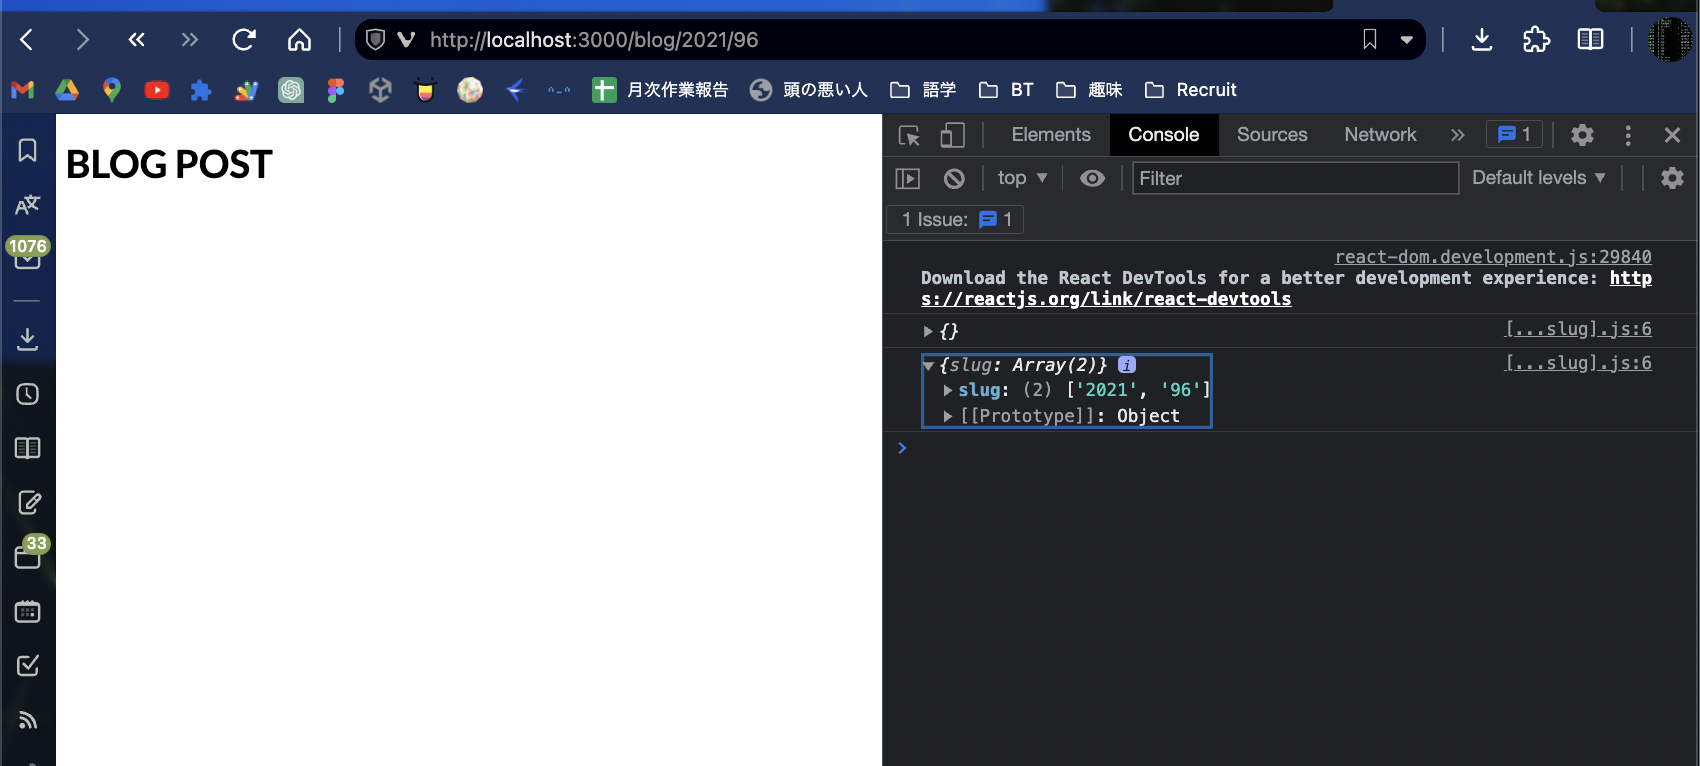 http://localhost:3000/blog/2021/96
月次作業報告 頭の悪い人 語学 BT 趣味 Recruit
1076
33
BLOG POST
Elements Console Sources Network » 1
top ▼ Filter Default levels ▼
1 Issue: 1
react-dom.development.js:29840
Download the React DevTools for a better development experience: http
s://reactjs.org/link/react-devtools
▶ {} [...slug].js:6
▼ {slug: Array(2)} i [...slug].js:6
▶ slug: (2) ['2021', '96']
▶ [[Prototype]]: Object